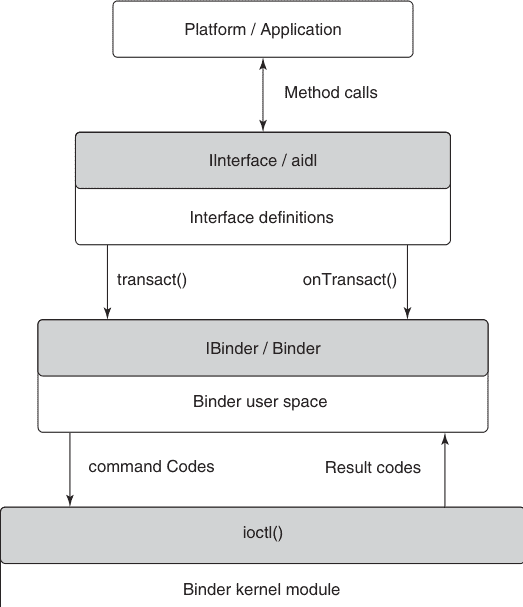 Platform / Application
Method calls
IInterface / aidl
Interface definitions
transact()
onTransact()
IBinder / Binder
Binder user space
command Codes
Result codes
ioctl()
Binder kernel module